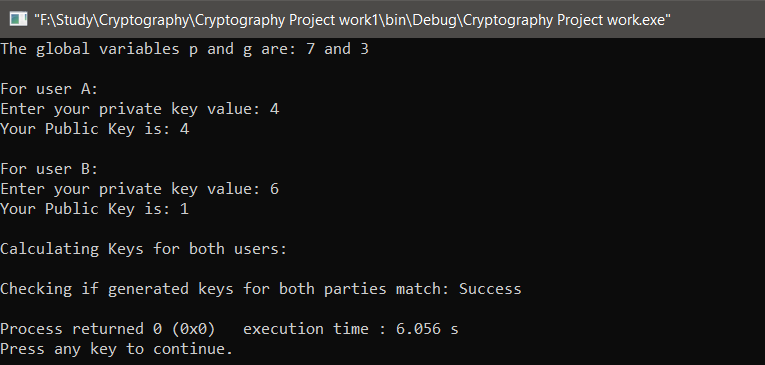 "F:\Study\Cryptography\Cryptography Project work1\bin\Debug\Cryptography Project work.exe"
The global variables p and g are: 7 and 3
For user A:
Enter your private key value: 4
Your Public Key is: 4
For user B:
Enter your private key value: 6
Your Public Key is: 1
Calculating Keys for both users:
Checking if generated keys for both parties match: Success
Process returned 0 (0x0)   execution time : 6.056 s
Press any key to continue.